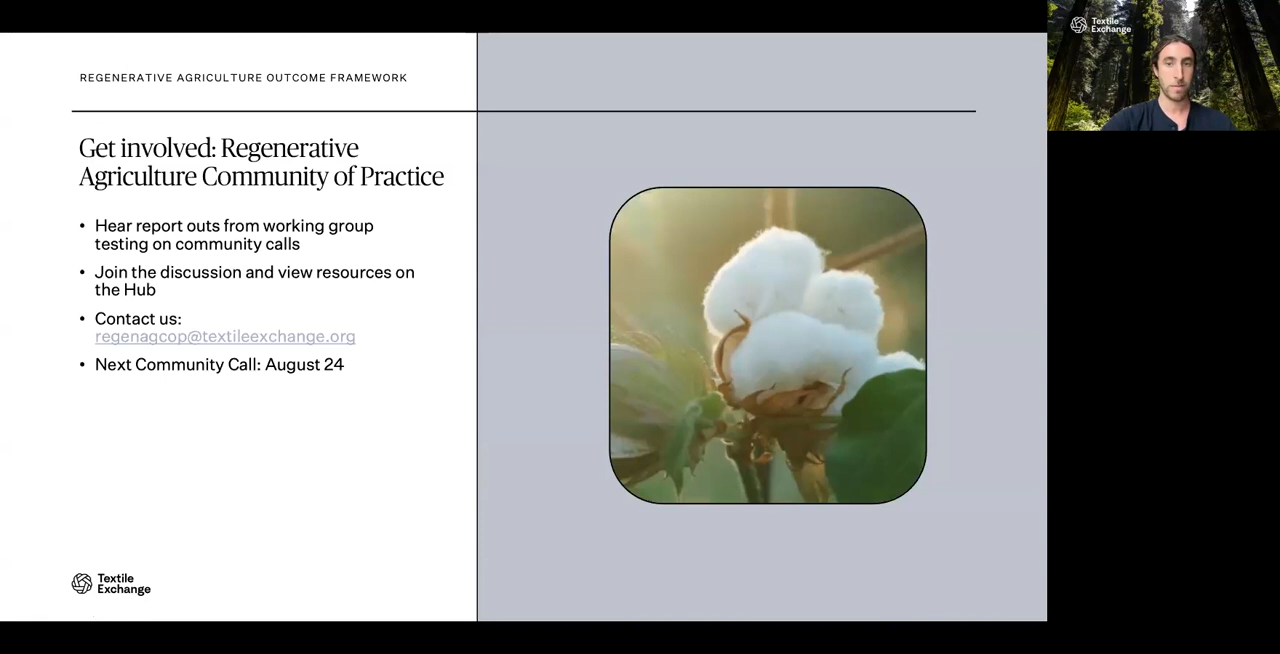 REGENERATIVE AGRICULTURE OUTCOME FRAMEWORK
Get involved: Regenerative
Agriculture Community of Practice
• Hear report outs from working group
testing on community calls
• Join the discussion and view resources on
the Hub
• Contact us:
regenagcop@textileexchange.org
• Next Community Call: August 24
Textile
Exchange
Textile
Exchange